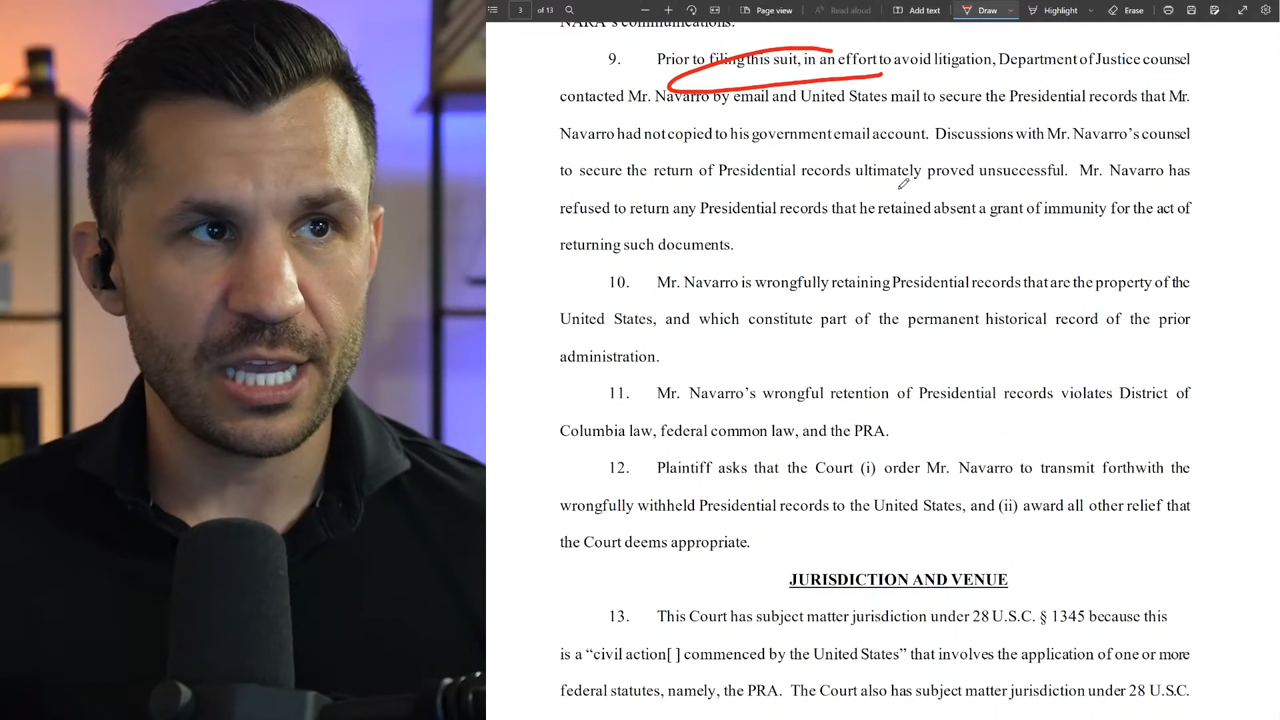 3 of 13 Page view Read aloud Add text Draw Highlight Erase
NARA's communications.
9. Prior to filing this suit, in an effort to avoid litigation, Department of Justice counsel
contacted Mr. Navarro by email and United States mail to secure the Presidential records that Mr.
Navarro had not copied to his government email account. Discussions with Mr. Navarro's counsel
to secure the return of Presidential records ultimately proved unsuccessful. Mr. Navarro has
refused to return any Presidential records that he retained absent a grant of immunity for the act of
returning such documents.
10. Mr. Navarro is wrongfully retaining Presidential records that are the property of the
United States, and which constitute part of the permanent historical record of the prior
administration.
11. Mr. Navarro's wrongful retention of Presidential records violates District of
Columbia law, federal common law, and the PRA.
12. Plaintiff asks that the Court (i) order Mr. Navarro to transmit forthwith the
wrongfully withheld Presidential records to the United States, and (ii) award all other relief that
the Court deems appropriate.
JURISDICTION AND VENUE
13. This Court has subject matter jurisdiction under 28 U.S.C. § 1345 because this
is a “civil action[ ] commenced by the United States” that involves the application of one or more
federal statutes, namely, the PRA. The Court also has subject matter jurisdiction under 28 U.S.C.